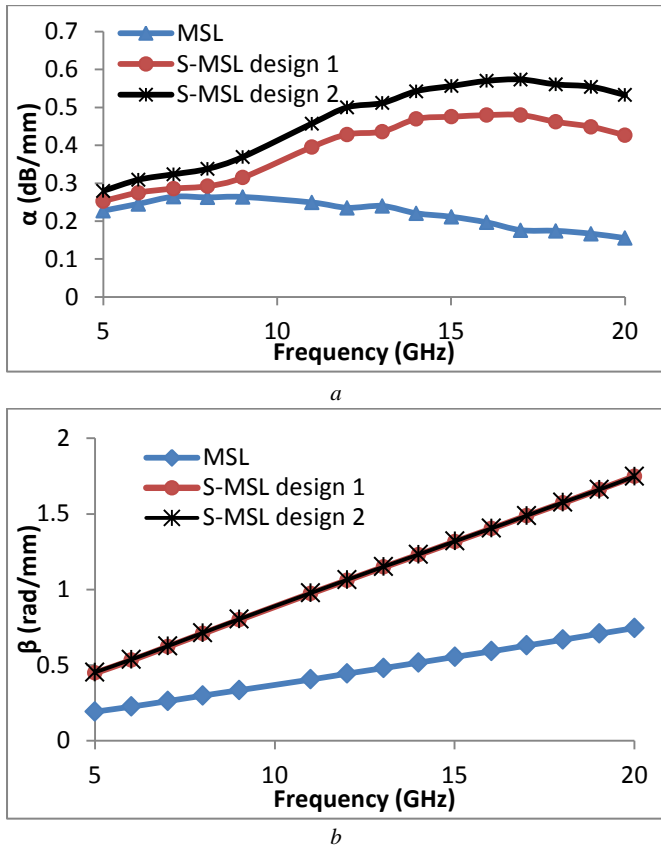 0.7
0.6
0.5
0.4
0.3
0.2
0.1
0
α (dB/mm)
MSL
S-MSL design 1
S-MSL design 2
5 10 15 20
Frequency (GHz)
a
2
1.5
1
0.5
0
β (rad/mm)
MSL
S-MSL design 1
S-MSL design 2
5 10 15 20
Frequency (GHz)
b